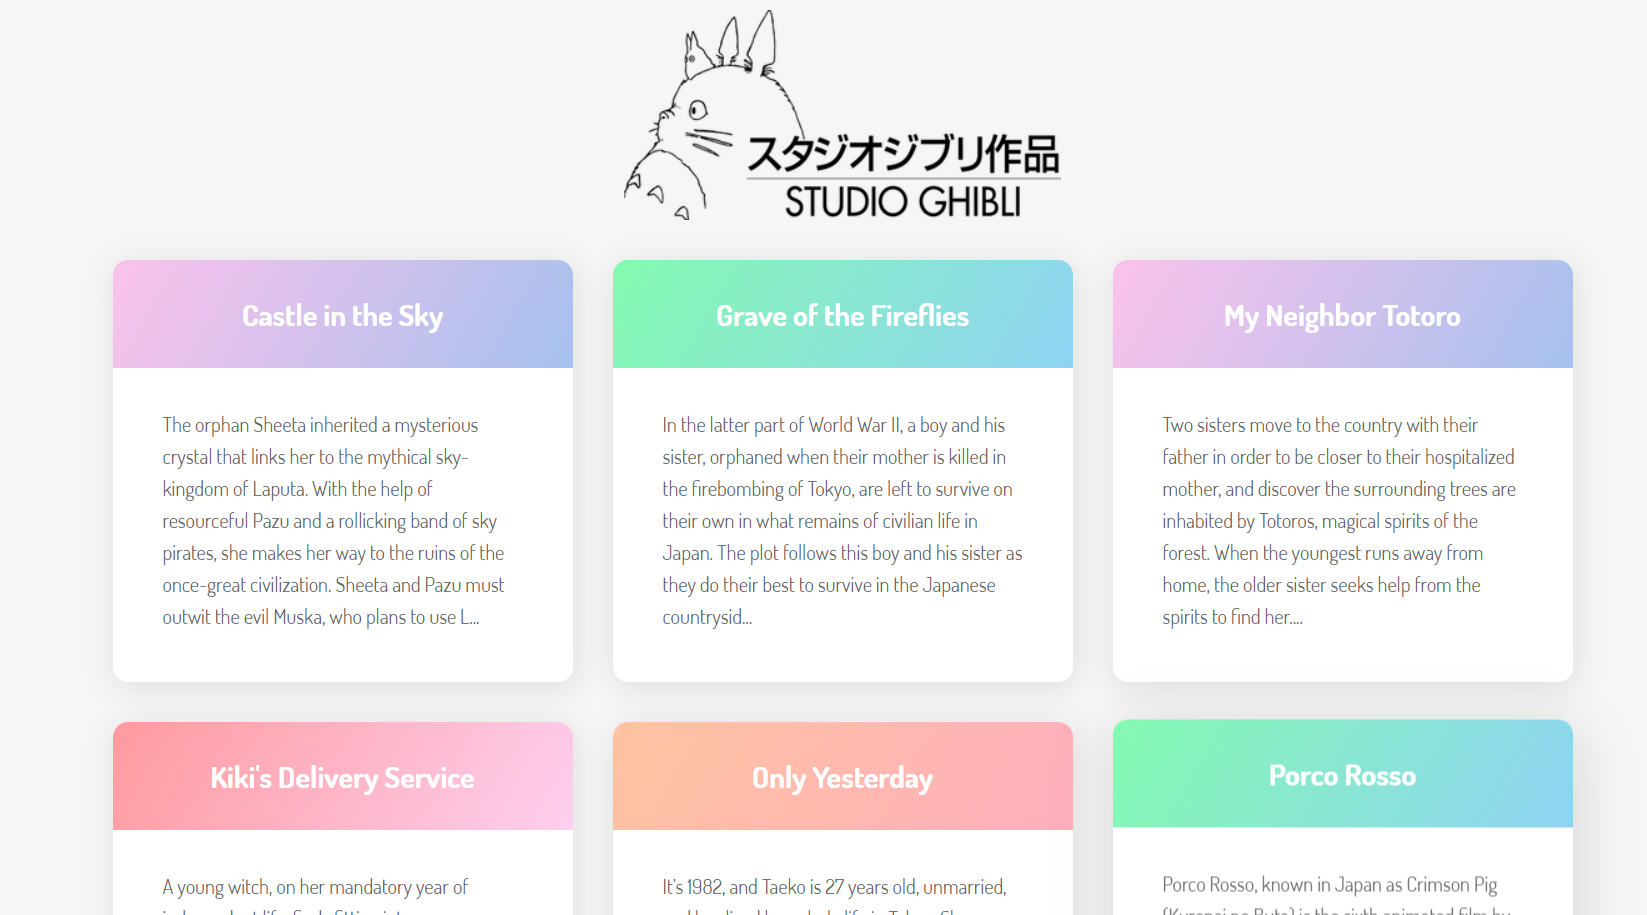 スタジオジブリ作品
STUDIO GHIBLI
Castle in the Sky
The orphan Sheeta inherited a mysterious
crystal that links her to the mythical sky-
kingdom of Laputa. With the help of
resourceful Pazu and a rollicking band of sky
pirates, she makes her way to the ruins of the
once-great civilization. Sheeta and Pazu must
outwit the evil Muska, who plans to use L...
Grave of the Fireflies
In the latter part of World War II, a boy and his
sister, orphaned when their mother is killed in
the firebombing of Tokyo, are left to survive on
their own in what remains of civilian life in
Japan. The plot follows this boy and his sister as
they do their best to survive in the Japanese
countrysid...
My Neighbor Totoro
Two sisters move to the country with their
father in order to be closer to their hospitalized
mother, and discover the surrounding trees are
inhabited by Totoros, magical spirits of the
forest. When the youngest runs away from
home, the older sister seeks help from the
spirits to find her....
Kiki's Delivery Service
A young witch, on her mandatory year of
Only Yesterday
It's 1982, and Taeko is 27 years old, unmarried,
Porco Rosso
Porco Rosso, known in Japan as Crimson Pig
(Kurenai no Buta) is the sixth animated film by